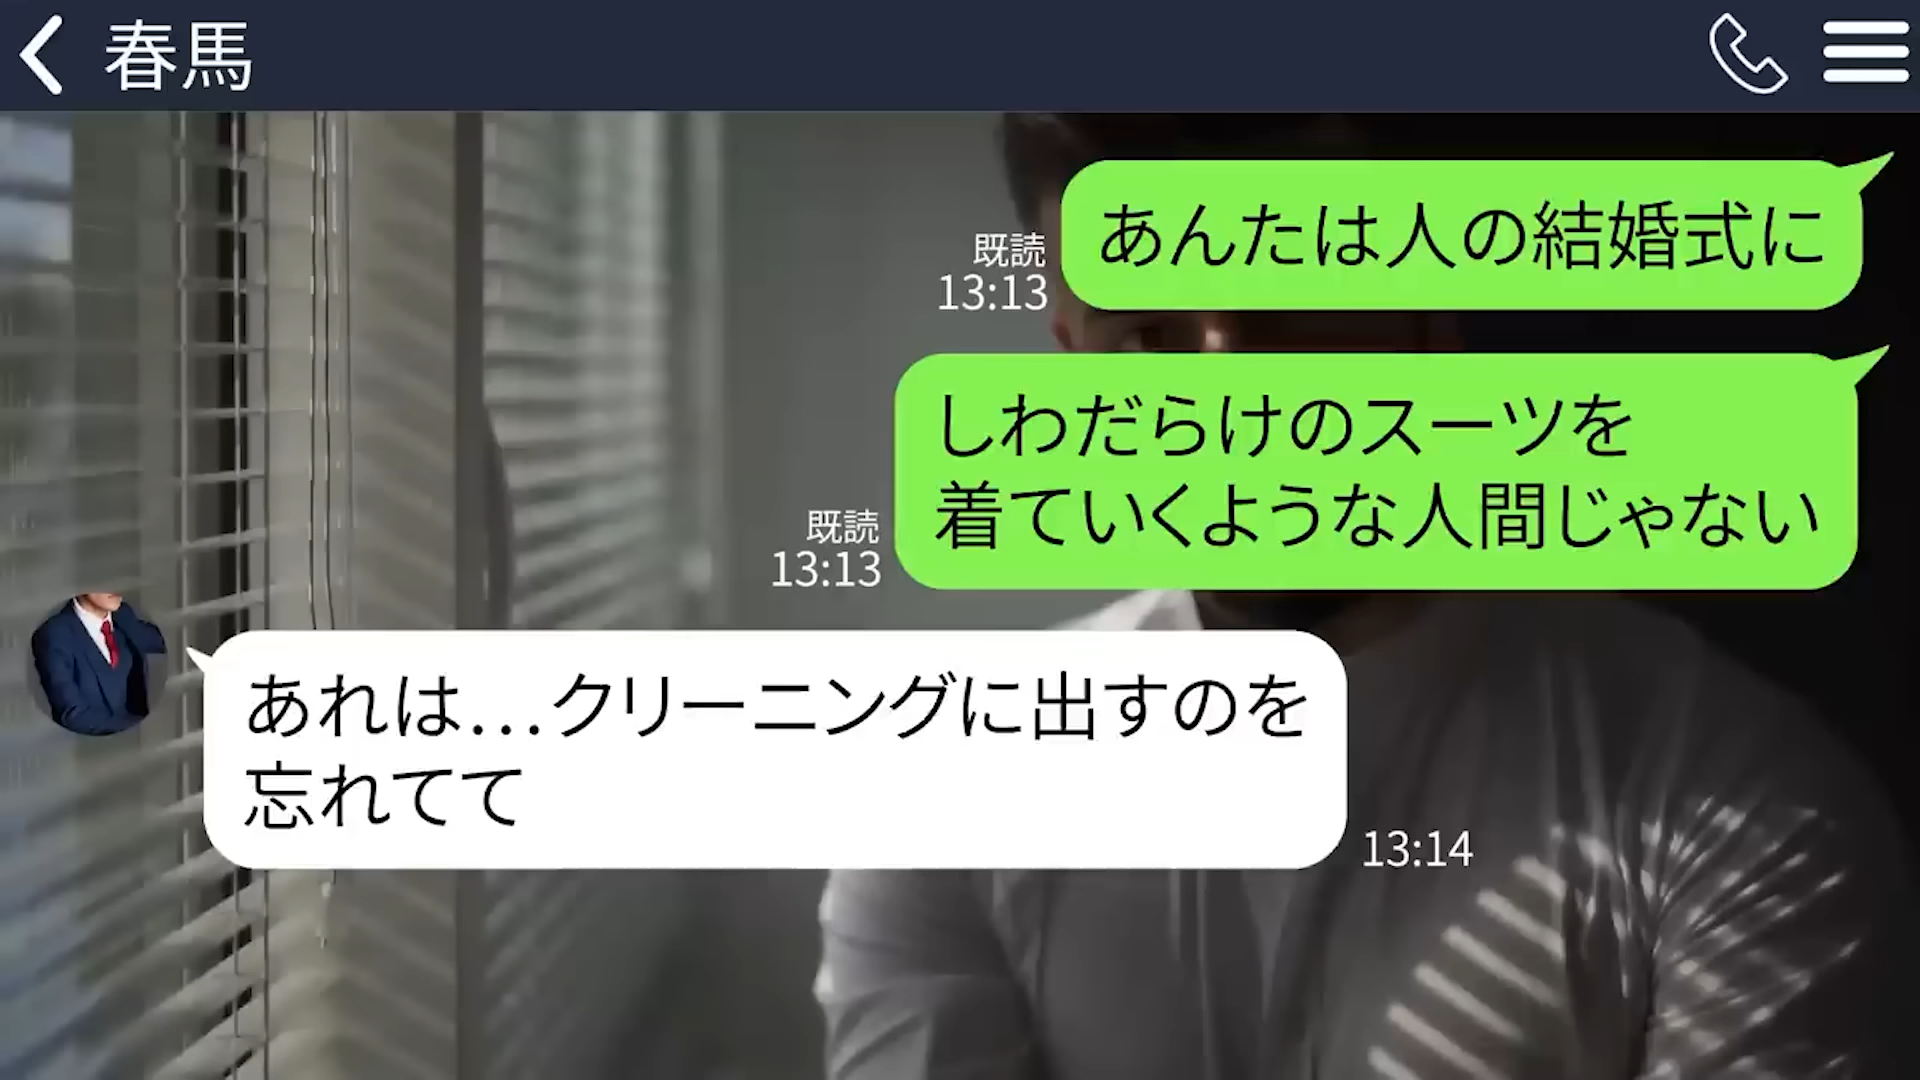 春馬
あんたは人の結婚式に
既読
13:13
しわだらけのスーツを
着ていくような人間じゃない
既読
13:13
あれは…クリーニングに出すのを
忘れてて
13:14